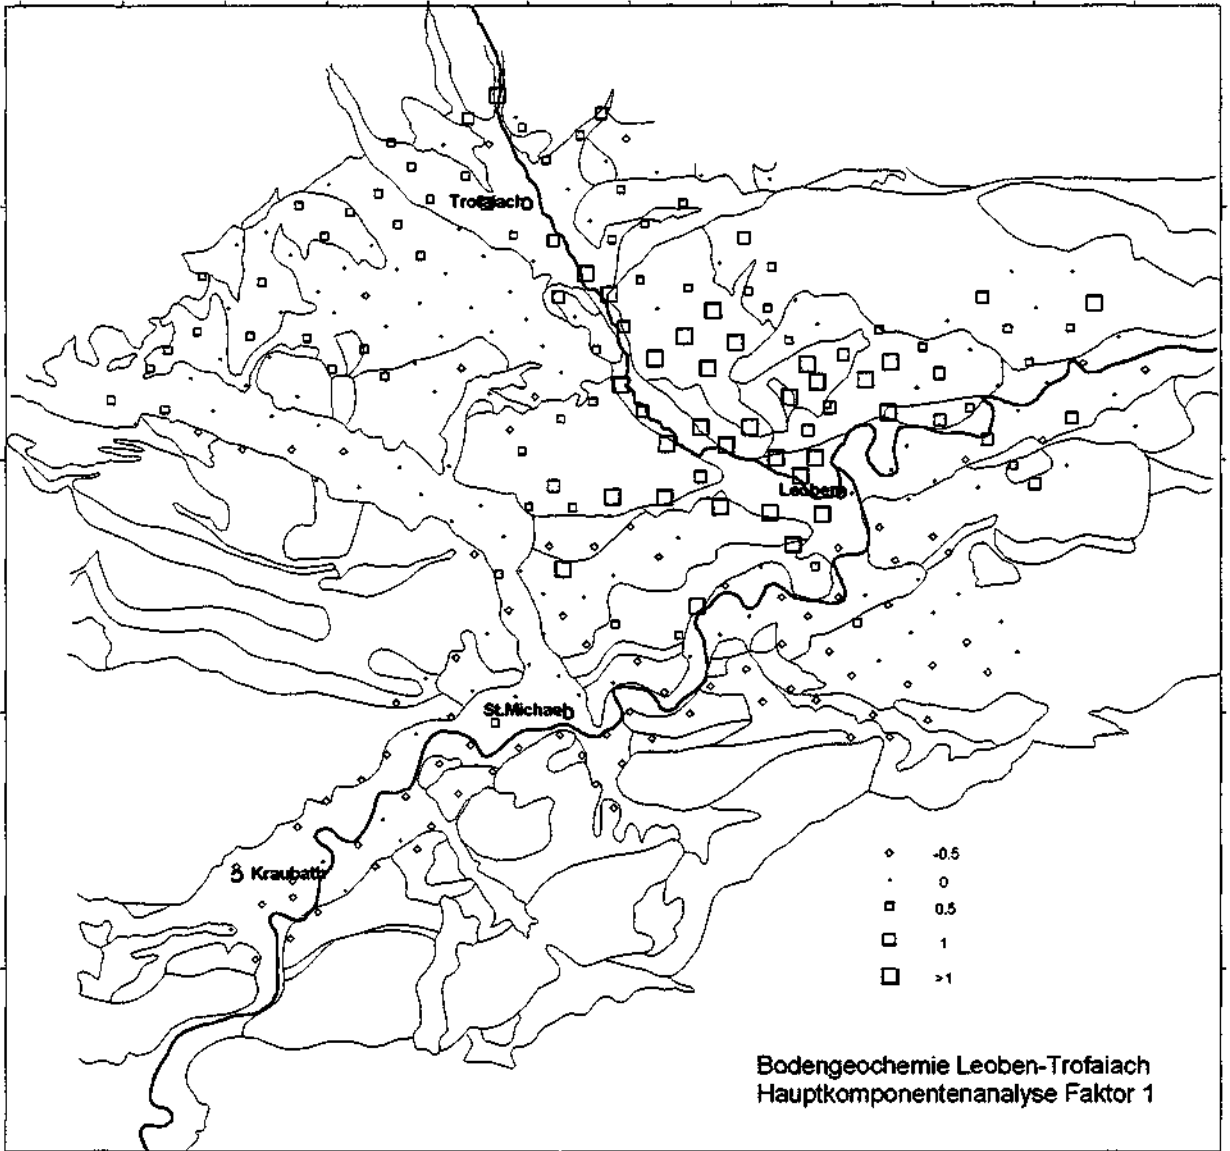 Trofaiach
Leoben
St.Michael
Kraubath
-0.5
0
0.5
1
>1
Bodengeochemie Leoben-Trofaiach
Hauptkomponentenanalyse Faktor 1